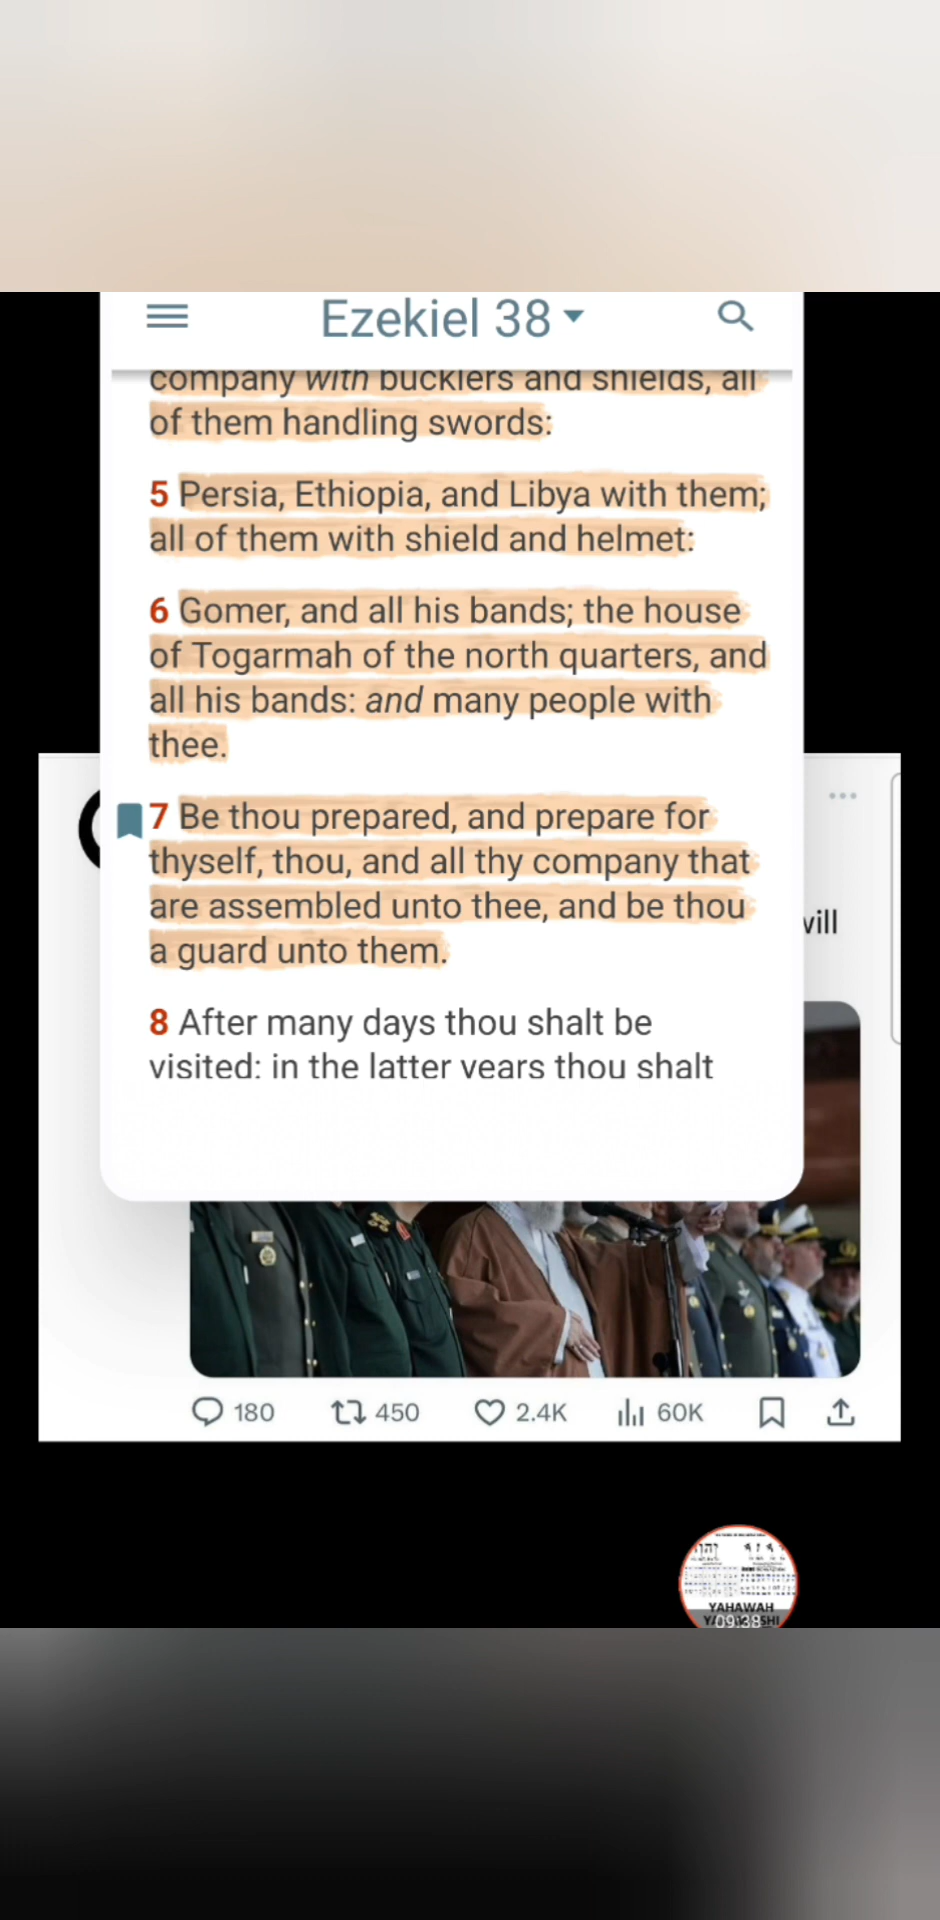 Ezekiel 38
company with bucklers and shields, all
of them handling swords:
5 Persia, Ethiopia, and Libya with them;
all of them with shield and helmet:
6 Gomer, and all his bands; the house
of Togarmah of the north quarters, and
all his bands: and many people with
thee.
7 Be thou prepared, and prepare for
thyself, thou, and all thy company that
are assembled unto thee, and be thou
a guard unto them.
8 After many days thou shalt be
visited: in the latter years thou shalt
will
180 450 2.4K 60K
YAHAWAH
09:38